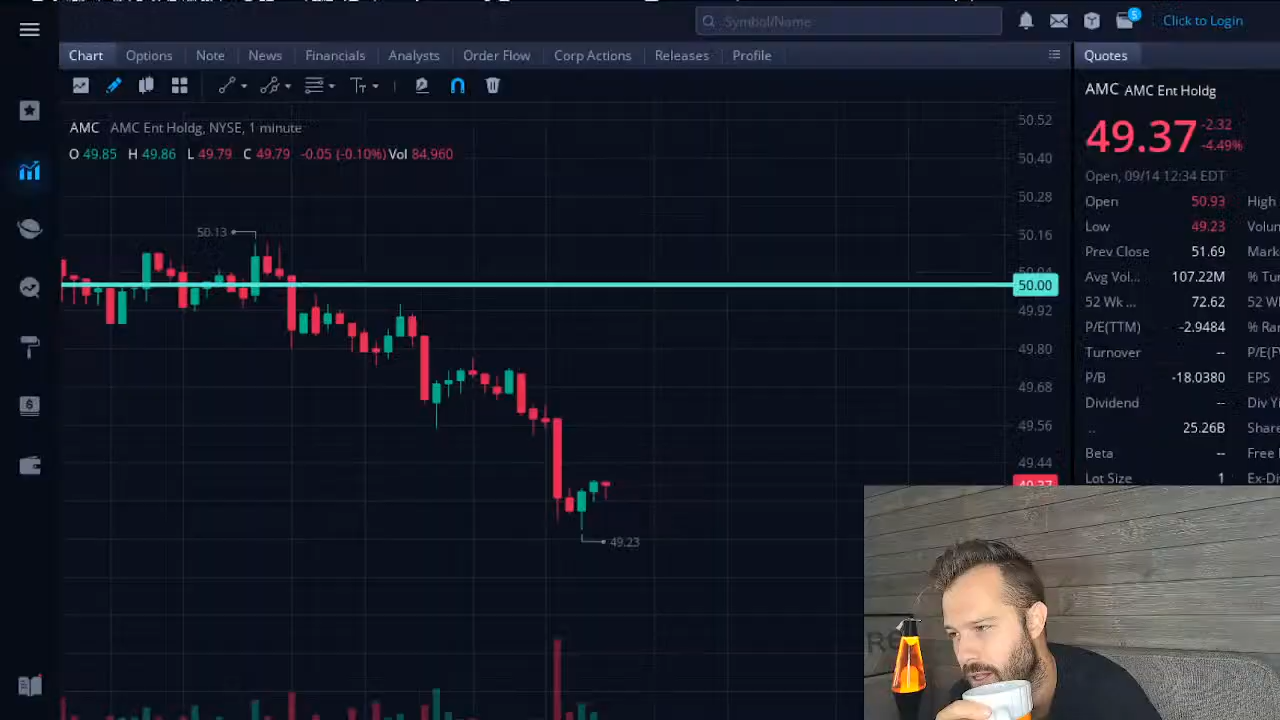 Symbol/Name
5
Click to Login
Chart Options Note News Financials Analysts Order Flow Corp Actions Releases Profile
Quotes
AMC AMC Ent Holdg, NYSE, 1 minute
O 49.85 H 49.86 L 49.79 C 49.79 -0.05 (-0.10%) Vol 84,960
50.13
49.23
50.52
50.40
50.28
50.16
50.04
50.00
49.92
49.80
49.68
49.56
49.44
49.37
AMC AMC Ent Holdg
49.37 -2.32
-4.49%
Open, 09/14 12:34 EDT
Open 50.93 High
Low 49.23 Volu
Prev Close 51.69 Mark
Avg Vol... 107.22M % Tu
52 Wk ... 72.62 52 W
P/E(TTM) -2.9484 % Ra
Turnover -- P/E(F
P/B -18.0380 EPS
Dividend -- Div Yi
.. 25.26B Share
Beta -- Free
Lot Size 1 Ex-Di